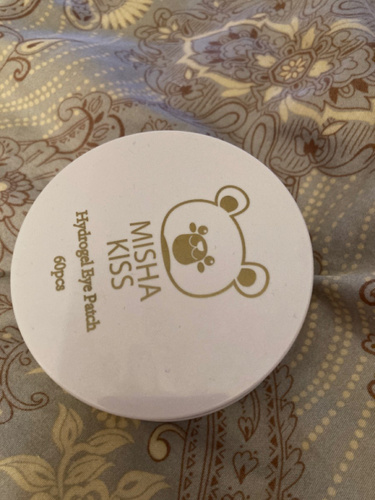 MISHA
KISS
Hydrogel Eye Patch
60pcs